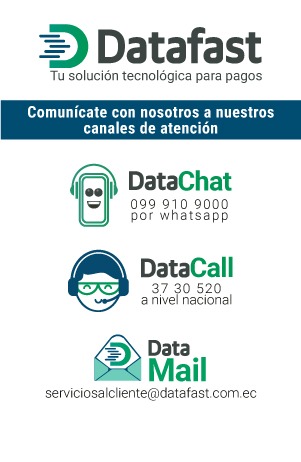 Datafast
Tu solución tecnológica para pagos
Comunícate con nosotros a nuestros
canales de atención
DataChat
099 910 9000
por whatsapp
DataCall
37 30 520
a nivel nacional
Data
Mail
serviciosalcliente@datafast.com.ec